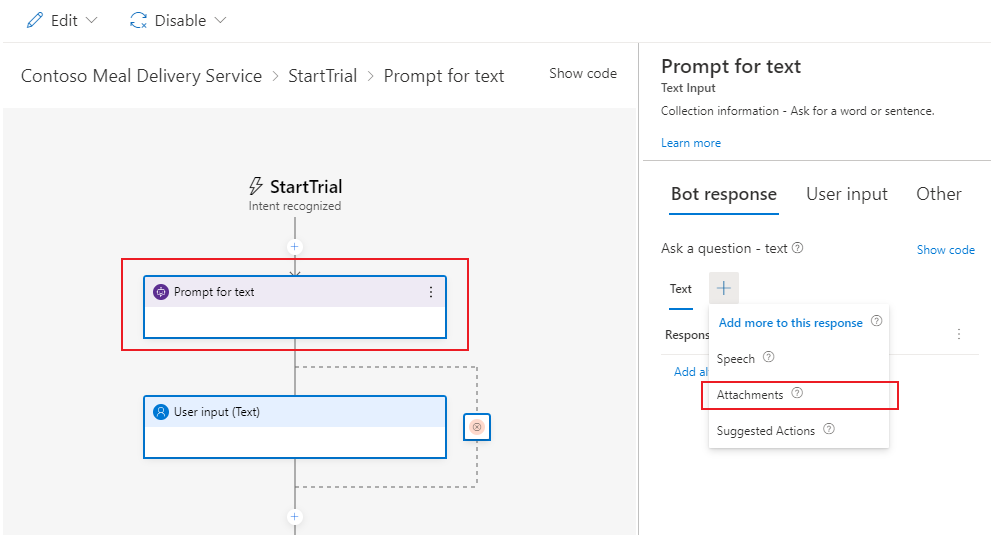 Edit
Disable
Contoso Meal Delivery Service > StartTrial > Prompt for text
Show code
StartTrial
Intent recognized
Prompt for text
User input (Text)
Prompt for text
Text Input
Collection information - Ask for a word or sentence.
Learn more
Bot response User input Other
Ask a question - text
Show code
Text
Add more to this response
Respons
Speech
Add al
Attachments
Suggested Actions